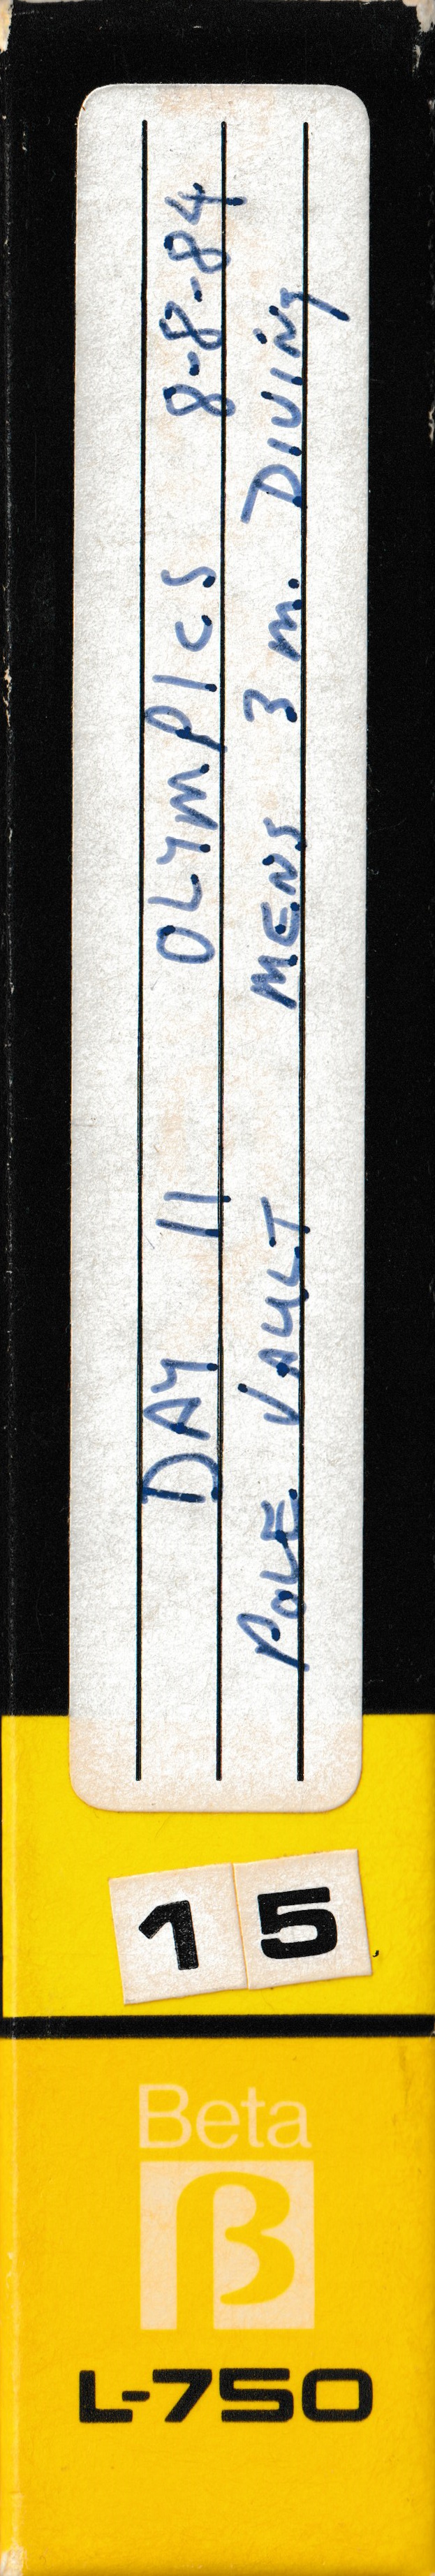 DAY 11 OLYMPICS 8-8-84
POLE VAULT MENS 3 m. DIVINg
15
Beta
β
L-750